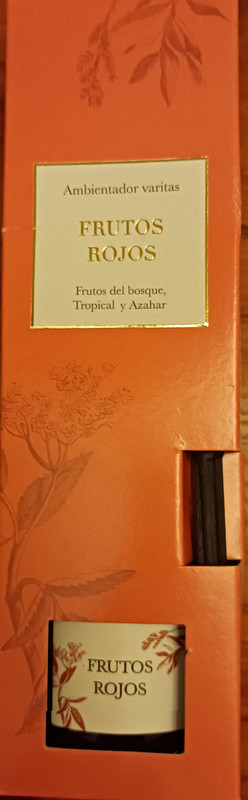 Ambientador varitas
FRUTOS
ROJOS
Frutos del bosque,
Tropical y Azahar
FRUTOS
ROJOS